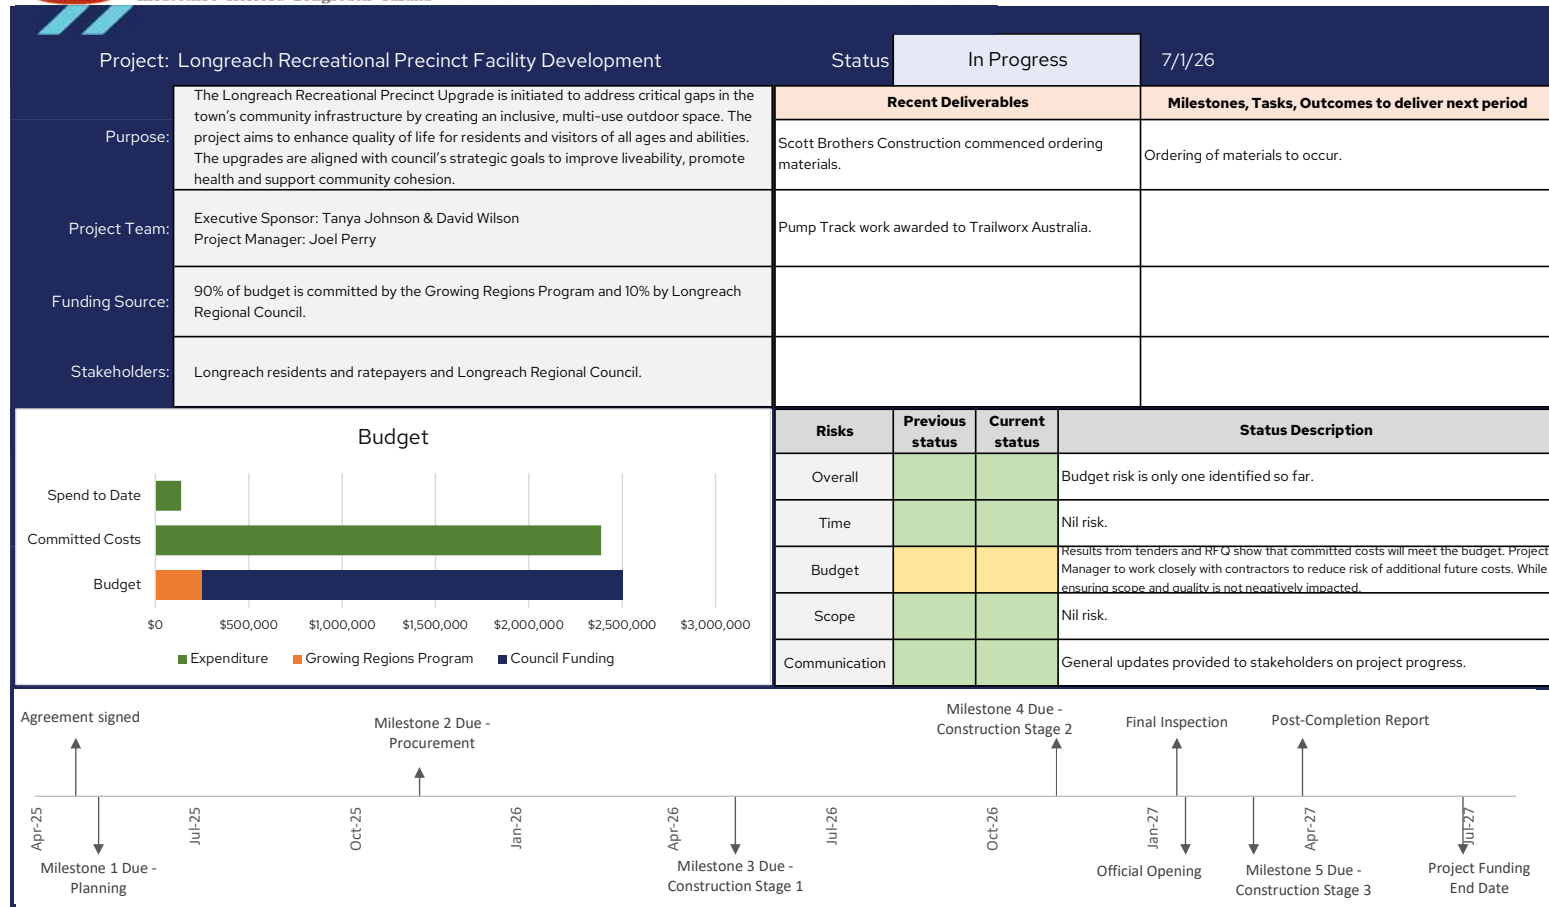 Project: Longreach Recreational Precinct Facility Development
Status In Progress 7/1/26
Purpose:
The Longreach Recreational Precinct Upgrade is initiated to address critical gaps in the
town's community infrastructure by creating an inclusive, multi-use outdoor space. The
project aims to enhance quality of life for residents and visitors of all ages and abilities.
The upgrades are aligned with council's strategic goals to improve liveability, promote
health and support community cohesion.
Project Team:
Executive Sponsor: Tanya Johnson & David Wilson
Project Manager: Joel Perry
Funding Source:
90% of budget is committed by the Growing Regions Program and 10% by Longreach
Regional Council.
Stakeholders:
Longreach residents and ratepayers and Longreach Regional Council.
Recent Deliverables
Milestones, Tasks, Outcomes to deliver next period
Scott Brothers Construction commenced ordering
materials.
Ordering of materials to occur.
Pump Track work awarded to Trailworx Australia.
Budget
Spend to Date
Committed Costs
Budget
$0 $500,000 $1,000,000 $1,500,000 $2,000,000 $2,500,000 $3,000,000
Expenditure Growing Regions Program Council Funding
Risks
Previous
status
Current
status
Status Description
Overall
Budget risk is only one identified so far.
Time
Nil risk.
Budget
Results from tenders and RFQ show that committed costs will meet the budget. Project
Manager to work closely with contractors to reduce risk of additional future costs. While
ensuring scope and quality is not negatively impacted.
Scope
Nil risk.
Communication
General updates provided to stakeholders on project progress.
Agreement signed
Milestone 2 Due -
Procurement
Milestone 4 Due -
Construction Stage 2
Final Inspection
Post-Completion Report
Apr-25 Jul-25 Oct-25 Jan-26 Apr-26 Jul-26 Oct-26 Jan-27 Apr-27 Jul-27
Milestone 1 Due -
Planning
Milestone 3 Due -
Construction Stage 1
Official Opening
Milestone 5 Due -
Construction Stage 3
Project Funding
End Date